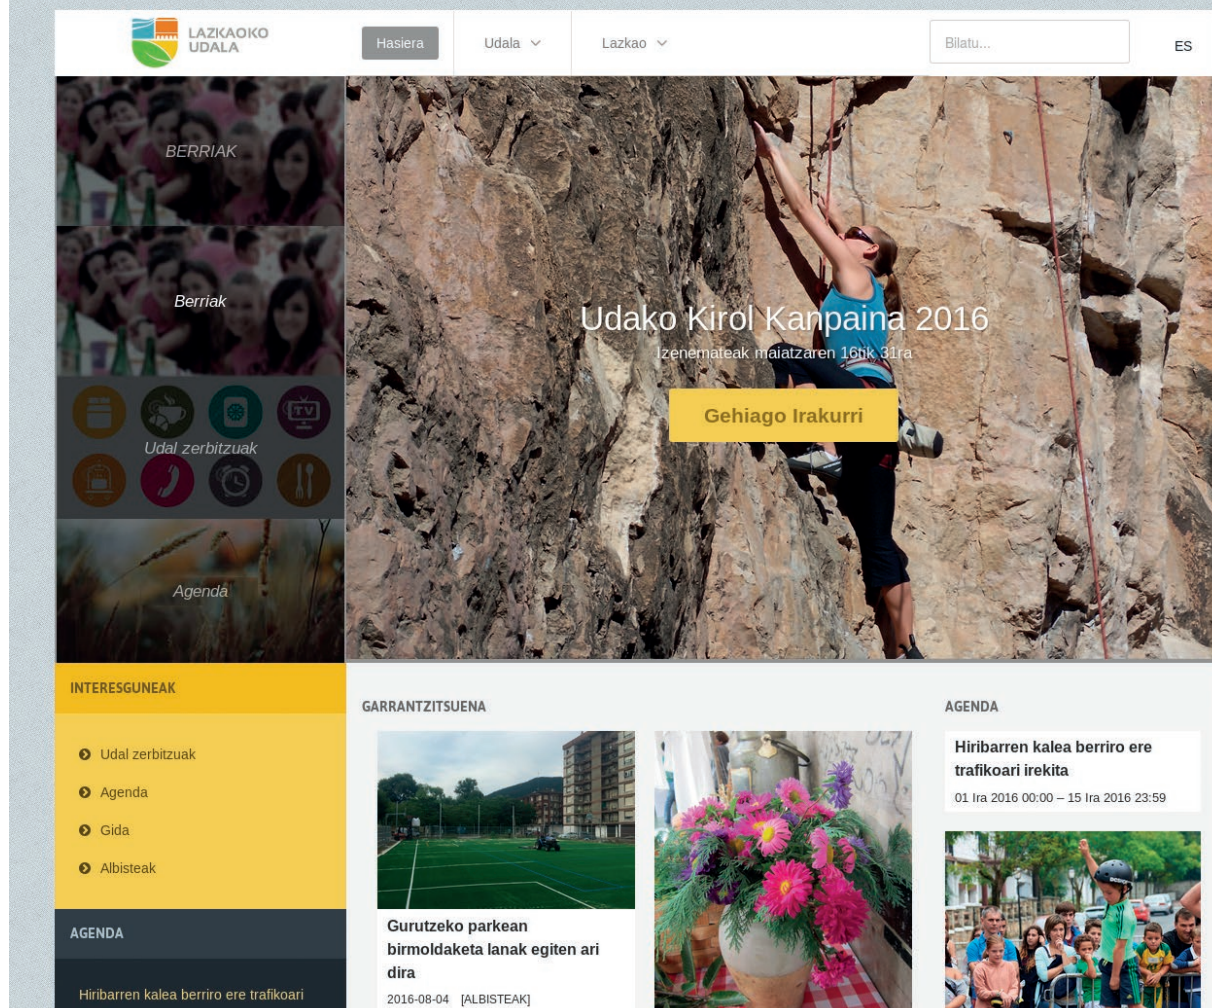 LAZKAOKO
UDALA
Hasiera
Udala
Lazkao
Bilatu...
ES
BERRIAK
Berriak
Udal zerbitzuak
TV
Agenda
Udako Kirol Kanpaina 2016
Izenemateak maiatzaren 16tik 31ra
Gehiago Irakurri
INTERESGUNEAK
Udal zerbitzuak
Agenda
Gida
Albisteak
AGENDA
Hiribarren kalea berriro ere trafikoari
GARRANTZITSUENA
Gurutzeko parkean
birmoldaketa lanak egiten ari
dira
2016-08-04 [ALBISTEAK]
AGENDA
Hiribarren kalea berriro ere
trafikoari irekita
01 Ira 2016 00:00 – 15 Ira 2016 23:59